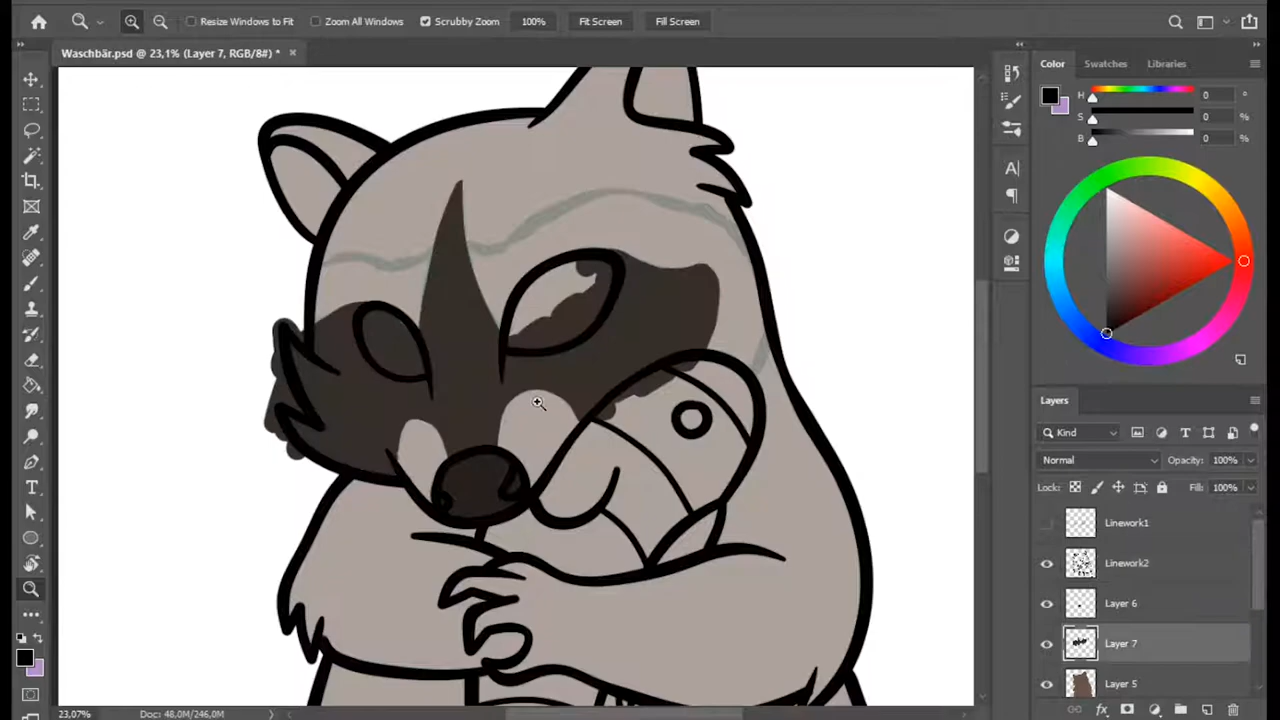 Resize Windows to Fit
Zoom All Windows
Scrubby Zoom
100%
Fit Screen
Fill Screen
Waschbär.psd @ 23,1% (Layer 7, RGB/8#) *
Color
Swatches
Libraries
H 0 °
S 0 %
B 0 %
Layers
Kind
Normal
Opacity: 100%
Lock:
Fill: 100%
Linework1
Linework2
Layer 6
Layer 7
Layer 5
23,07%
Doc: 48,0M/246,0M